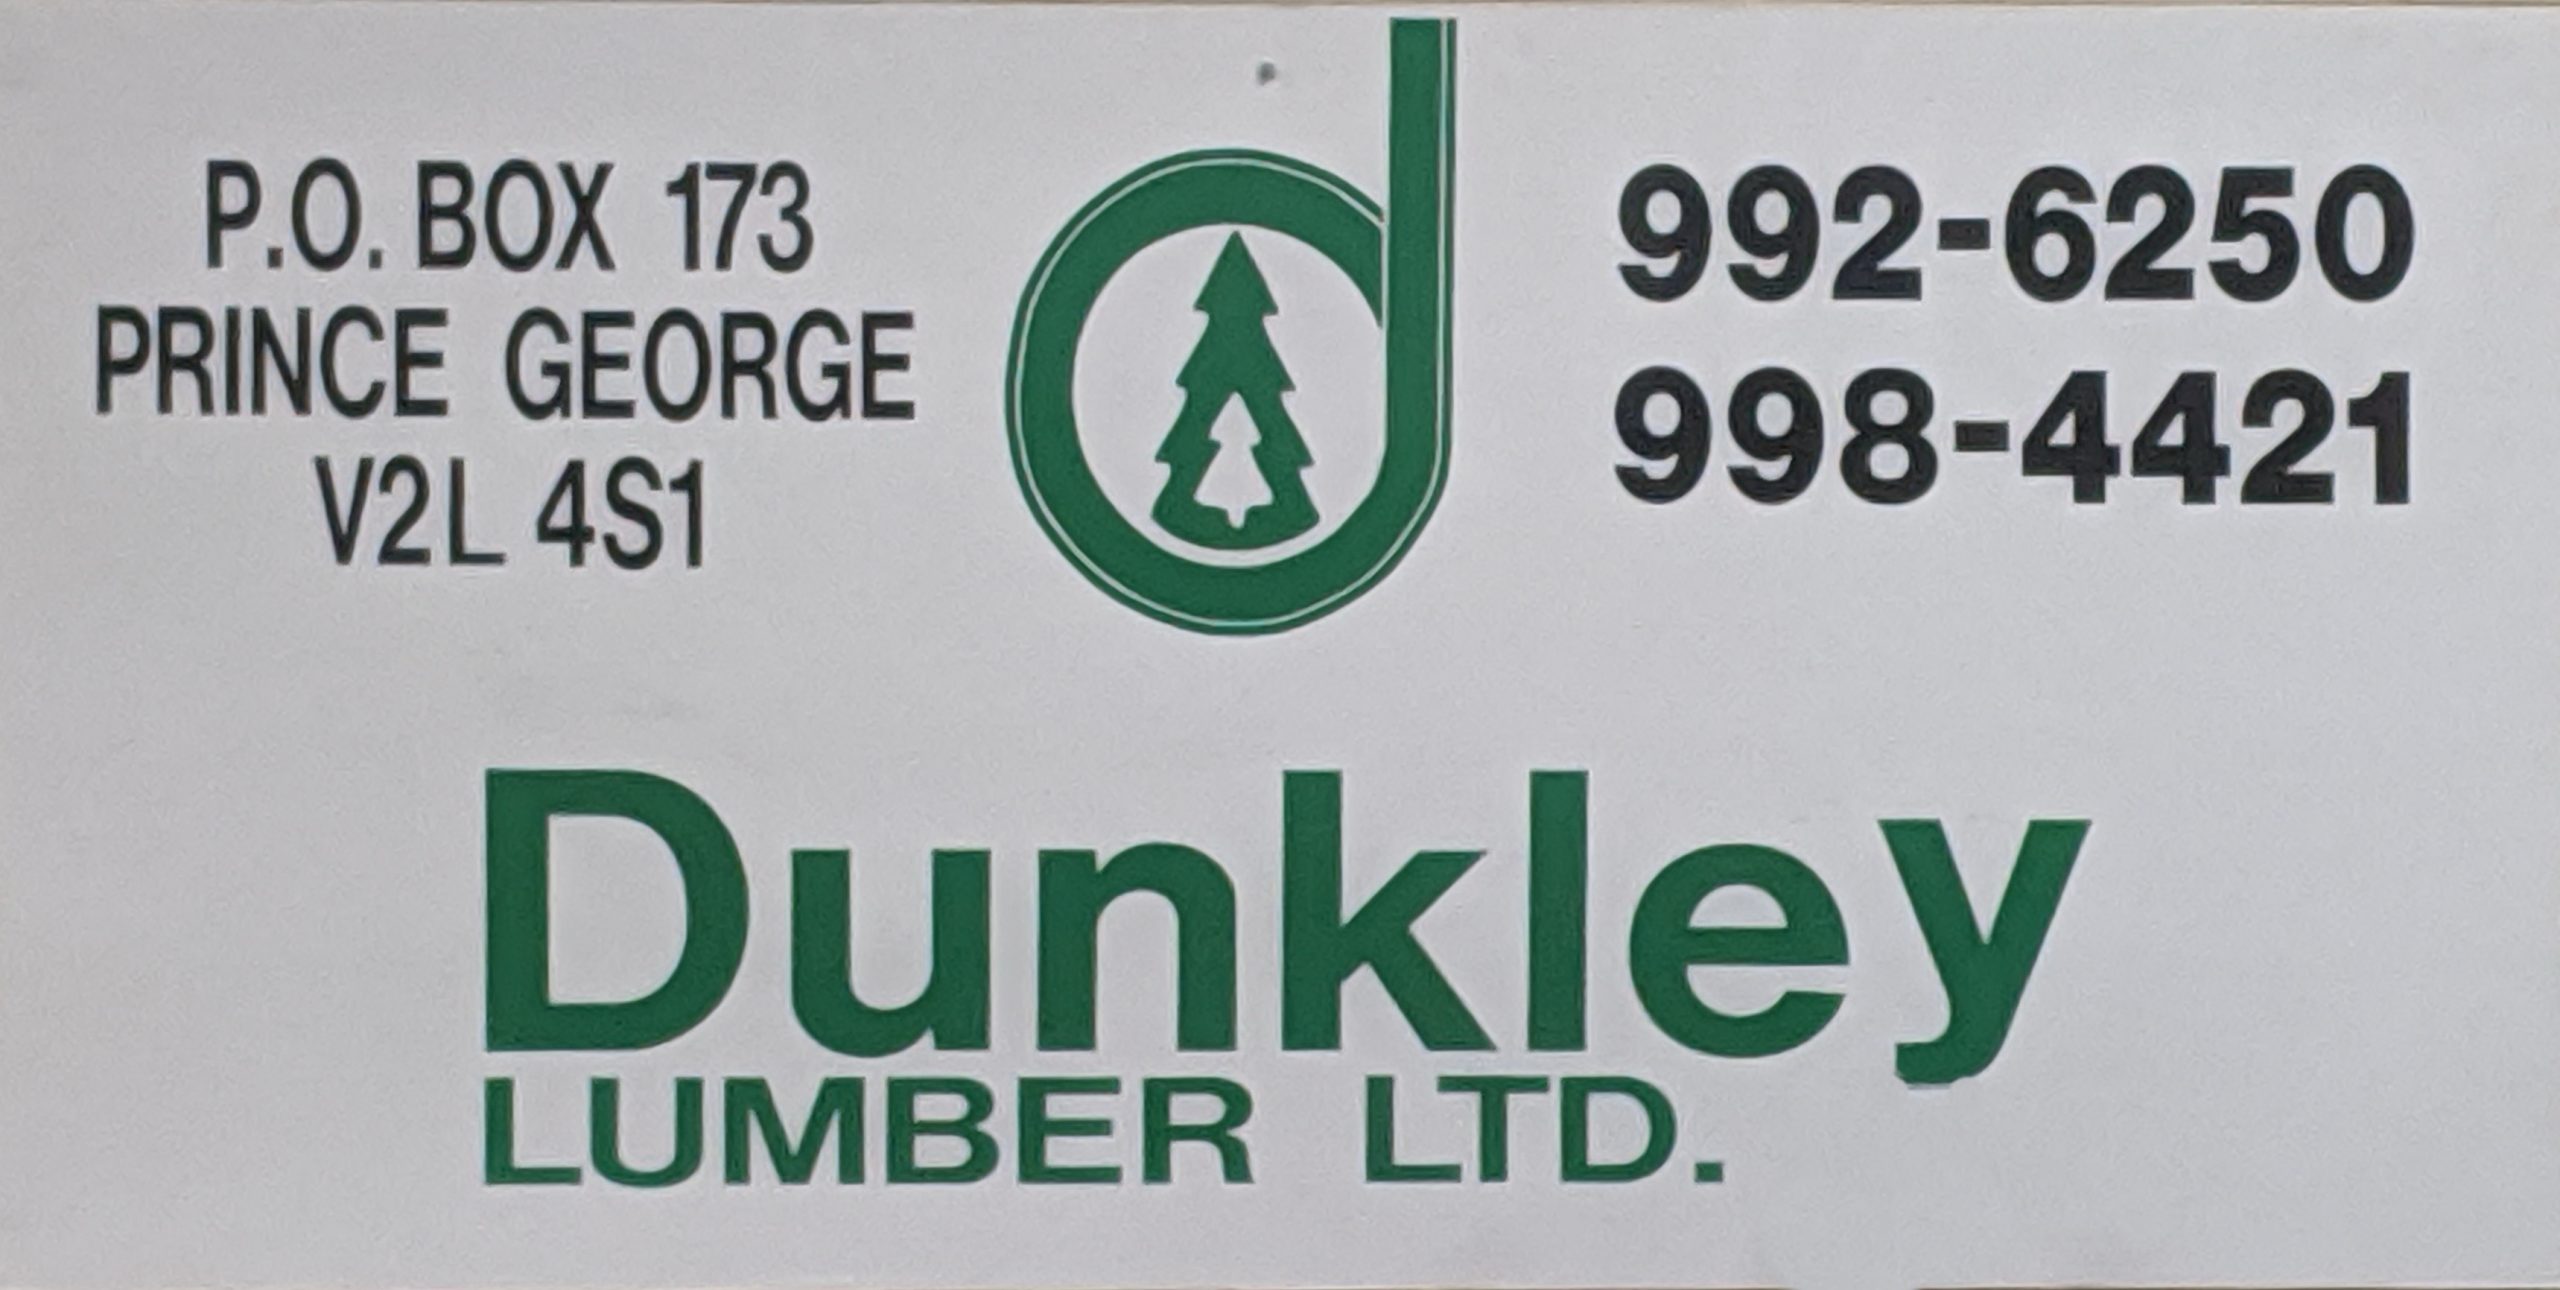 P.O. BOX 173
PRINCE GEORGE
V2L 4S1
d
992-6250
998-4421
Dunkley
LUMBER LTD.